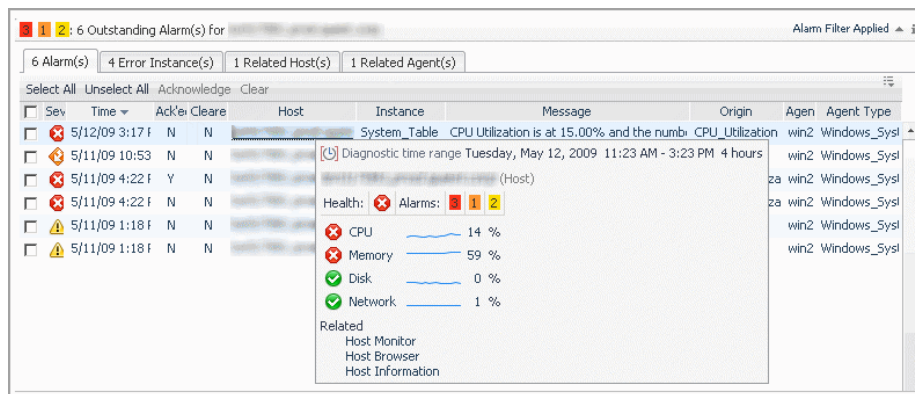 3 1 2 : 6 Outstanding Alarm(s) for
Alarm Filter Applied
6 Alarm(s) 4 Error Instance(s) 1 Related Host(s) 1 Related Agent(s)
Select All Unselect All Acknowledge Clear
Sev Time Ack'e Cleare Host Instance Message Origin Agen Agent Type
5/12/09 3:17 N N System_Table CPU Utilization is at 15.00% and the numb CPU_Utilization win2 Windows_Sys
5/11/09 10:53 N N win2 Windows_Sys
5/11/09 4:22 Y N za win2 Windows_Sys
5/11/09 4:22 N N za win2 Windows_Sys
5/11/09 1:18 N N win2 Windows_Sys
5/11/09 1:18 N N win2 Windows_Sys
Diagnostic time range Tuesday, May 12, 2009 11:23 AM - 3:23 PM 4 hours
(Host)
Health: Alarms: 3 1 2
CPU 14 %
Memory 59 %
Disk 0 %
Network 1 %
Related
Host Monitor
Host Browser
Host Information